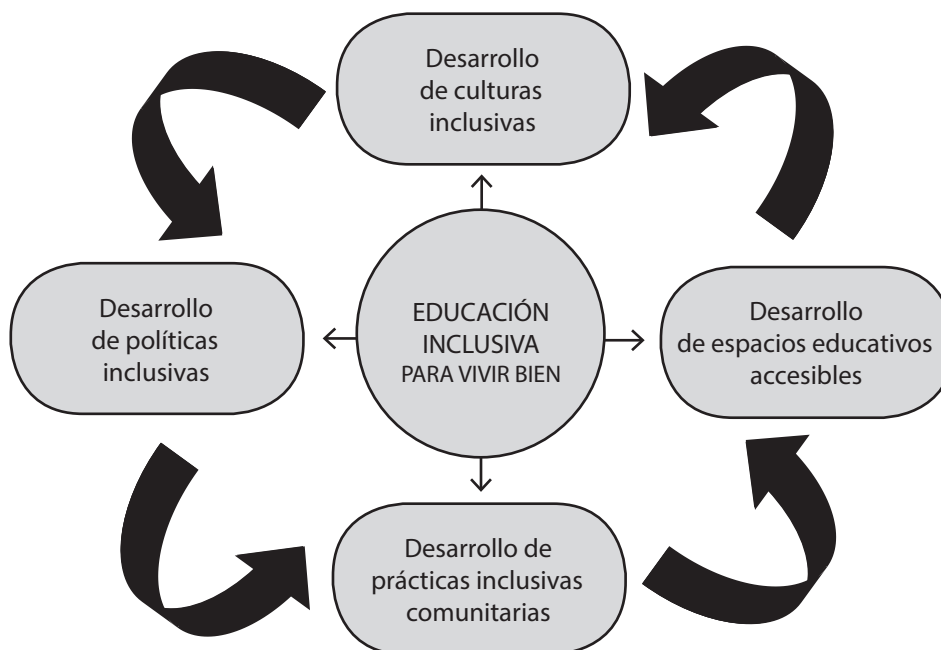 Desarrollo
de culturas
inclusivas
Desarrollo
de políticas
inclusivas
EDUCACIÓN
INCLUSIVA
PARA VIVIR BIEN
Desarrollo
de espacios educativos
accesibles
Desarrollo de
prácticas inclusivas
comunitarias